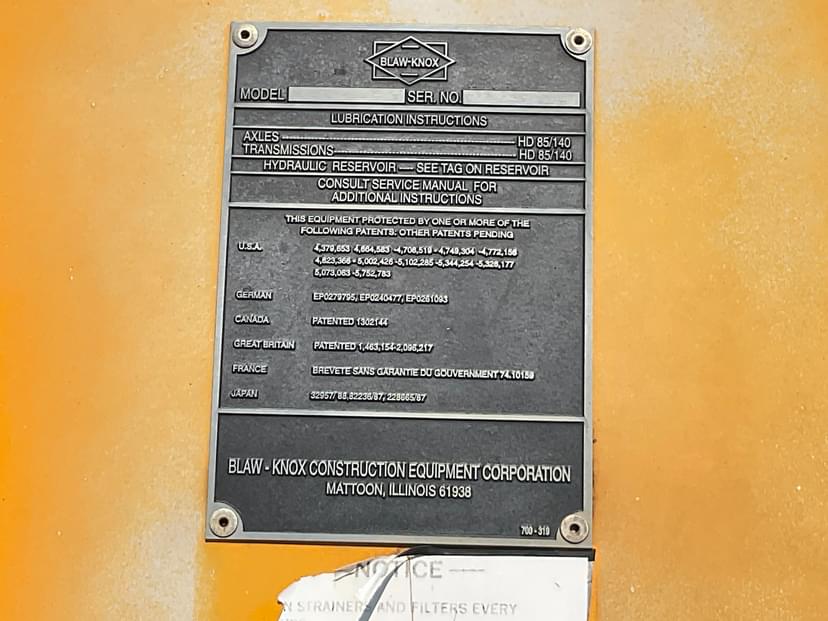 BLAW-KNOX
MODEL SER. NO.
LUBRICATION INSTRUCTIONS
AXLES HD 85/140
TRANSMISSIONS HD 85/140
HYDRAULIC RESERVOIR — SEE TAG ON RESERVOIR
CONSULT SERVICE MANUAL FOR
ADDITIONAL INSTRUCTIONS
THIS EQUIPMENT PROTECTED BY ONE OR MORE OF THE
FOLLOWING PATENTS: OTHER PATENTS PENDING
U.S.A. 4,379,653 4,664,583 -4,708,519 - 4,749,304 -4,772,156
4,823,366 - 5,002,426 -5,102,285 -5,344,254 -5,328,177
5,073,063 -5,752,783
GERMAN EP0279795, EP0240477, EP0261093
CANADA PATENTED 1302144
GREAT BRITAIN PATENTED 1,463,154-2,096,217
FRANCE BREVETE SANS GARANTIE DU GOUVERNMENT 74.10159
JAPAN 32957/ 88,82236/87, 228665/87
BLAW - KNOX CONSTRUCTION EQUIPMENT CORPORATION
MATTOON, ILLINOIS 61938
700 - 319
NOTICE
STRAINERS AND FILTERS EVERY